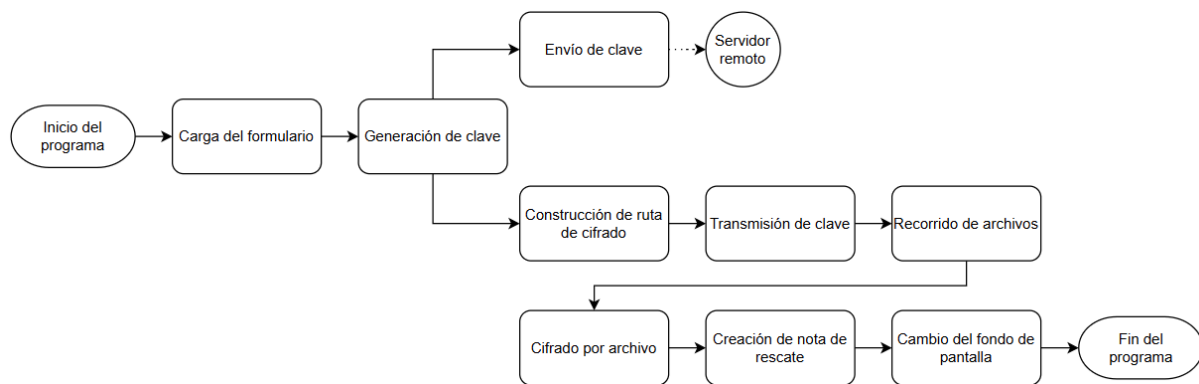 Envío de clave
Servidor
remoto
Inicio del
programa
Carga del formulario
Generación de clave
Construcción de ruta
de cifrado
Transmisión de clave
Recorrido de archivos
Cifrado por archivo
Creación de nota de
rescate
Cambio del fondo de
pantalla
Fin del
programa